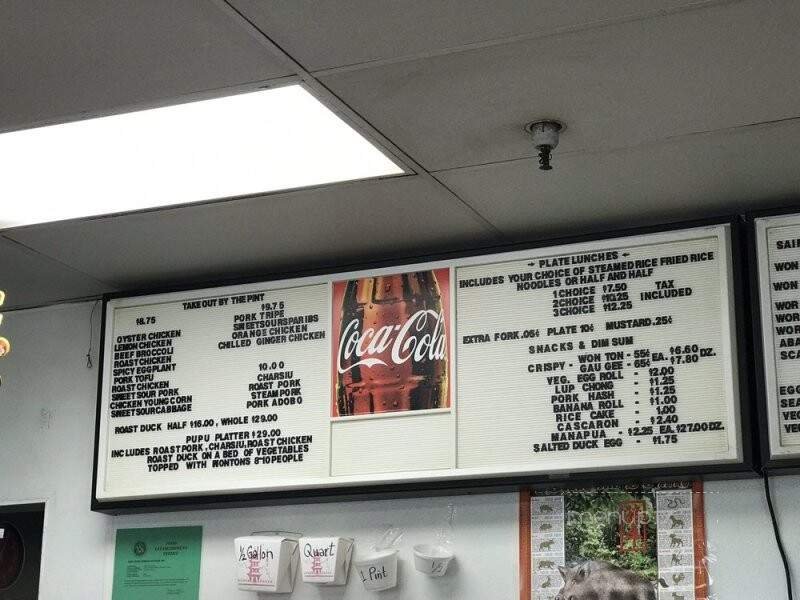 TAKE OUT BY THE PINT
$8.75
OYSTER CHICKEN
LEMON CHICKEN
BEEF BROCCOLI
ROAST CHICKEN
SPICY EGGPLANT
PORK TOFU
ROAST CHICKEN
SWEET SOUR PORK
CHICKEN YOUNG CORN
SWEET SOUR CABBAGE
$9.75
PORK TRIPE
SWEETSOURSPARIBS
ORANGE CHICKEN
CHILLED GINGER CHICKEN
10.00
CHARSIU
ROAST PORK
STEAM PORK
PORK ADOBO
ROAST DUCK HALF $16.00, WHOLE $29.00
PUPU PLATTER $29.00
INCLUDES ROAST PORK, CHARSIU, ROAST CHICKEN
ROAST DUCK ON A BED OF VEGETABLES
TOPPED WITH WONTONS 8-10 PEOPLE
Coca-Cola
PLATE LUNCHES
INCLUDES YOUR CHOICE OF STEAMED RICE FRIED RICE
NOODLES OR HALF AND HALF
1 CHOICE $7.50 TAX
2 CHOICE $10.25 INCLUDED
3 CHOICE $12.25
EXTRA FORK .05¢ PLATE 10¢ MUSTARD .25¢
SNACKS & DIM SUM
WON TON - 55¢ EA. $6.60 DZ.
CRISPY - GAU GEE - 65¢ $7.80 DZ.
VEG. EGG ROLL - $2.00
LUP CHONG - $1.25
PORK HASH - $1.25
BANANA ROLL - $1.00
RICE CAKE - 1.00
CASCARON - $2.40
MANAPUA - $2.25 EA. $27.00 DZ.
SALTED DUCK EGG - $1.75
WON
WON
WOR
WOR
WOR
EGG
½ Gallon
Quart
1 Pint